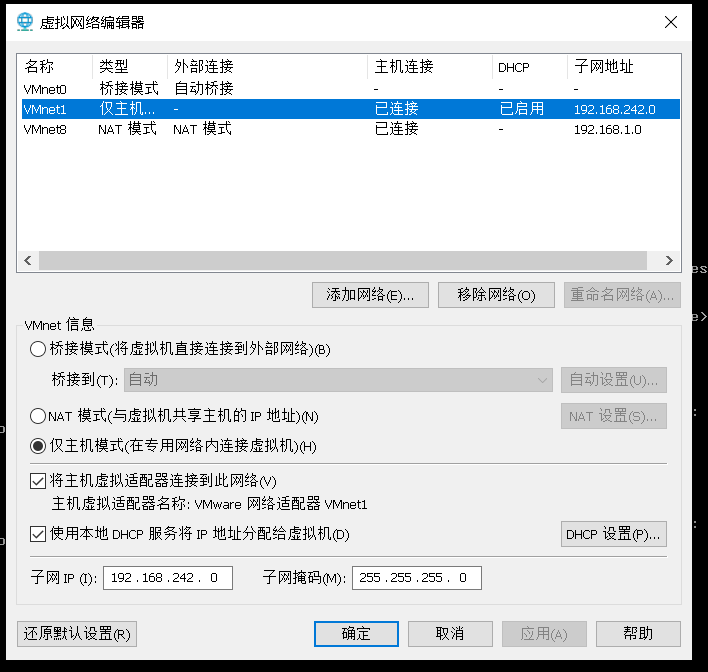 虚拟网络编辑器
名称 类型 外部连接 主机连接 DHCP 子网地址
VMnet0 桥接模式 自动桥接 - - -
VMnet1 仅主机... - 已连接 已启用 192.168.242.0
VMnet8 NAT 模式 NAT 模式 已连接 - 192.168.1.0
es
添加网络(E)... 移除网络(O) 重命名网络(A)...
e>
VMnet 信息
桥接模式(将虚拟机直接连接到外部网络)(B)
桥接到(T): 自动 自动设置(U)...
NAT 模式(与虚拟机共享主机的 IP 地址)(N) NAT 设置(S)...
仅主机模式(在专用网络内连接虚拟机)(H)
将主机虚拟适配器连接到此网络(V)
主机虚拟适配器名称: VMware 网络适配器 VMnet1
使用本地 DHCP 服务将 IP 地址分配给虚拟机(D) DHCP 设置(P)...
子网 IP (I): 192 . 168 . 242 . 0 子网掩码(M): 255 . 255 . 255 . 0
还原默认设置(R) 确定 取消 应用(A) 帮助